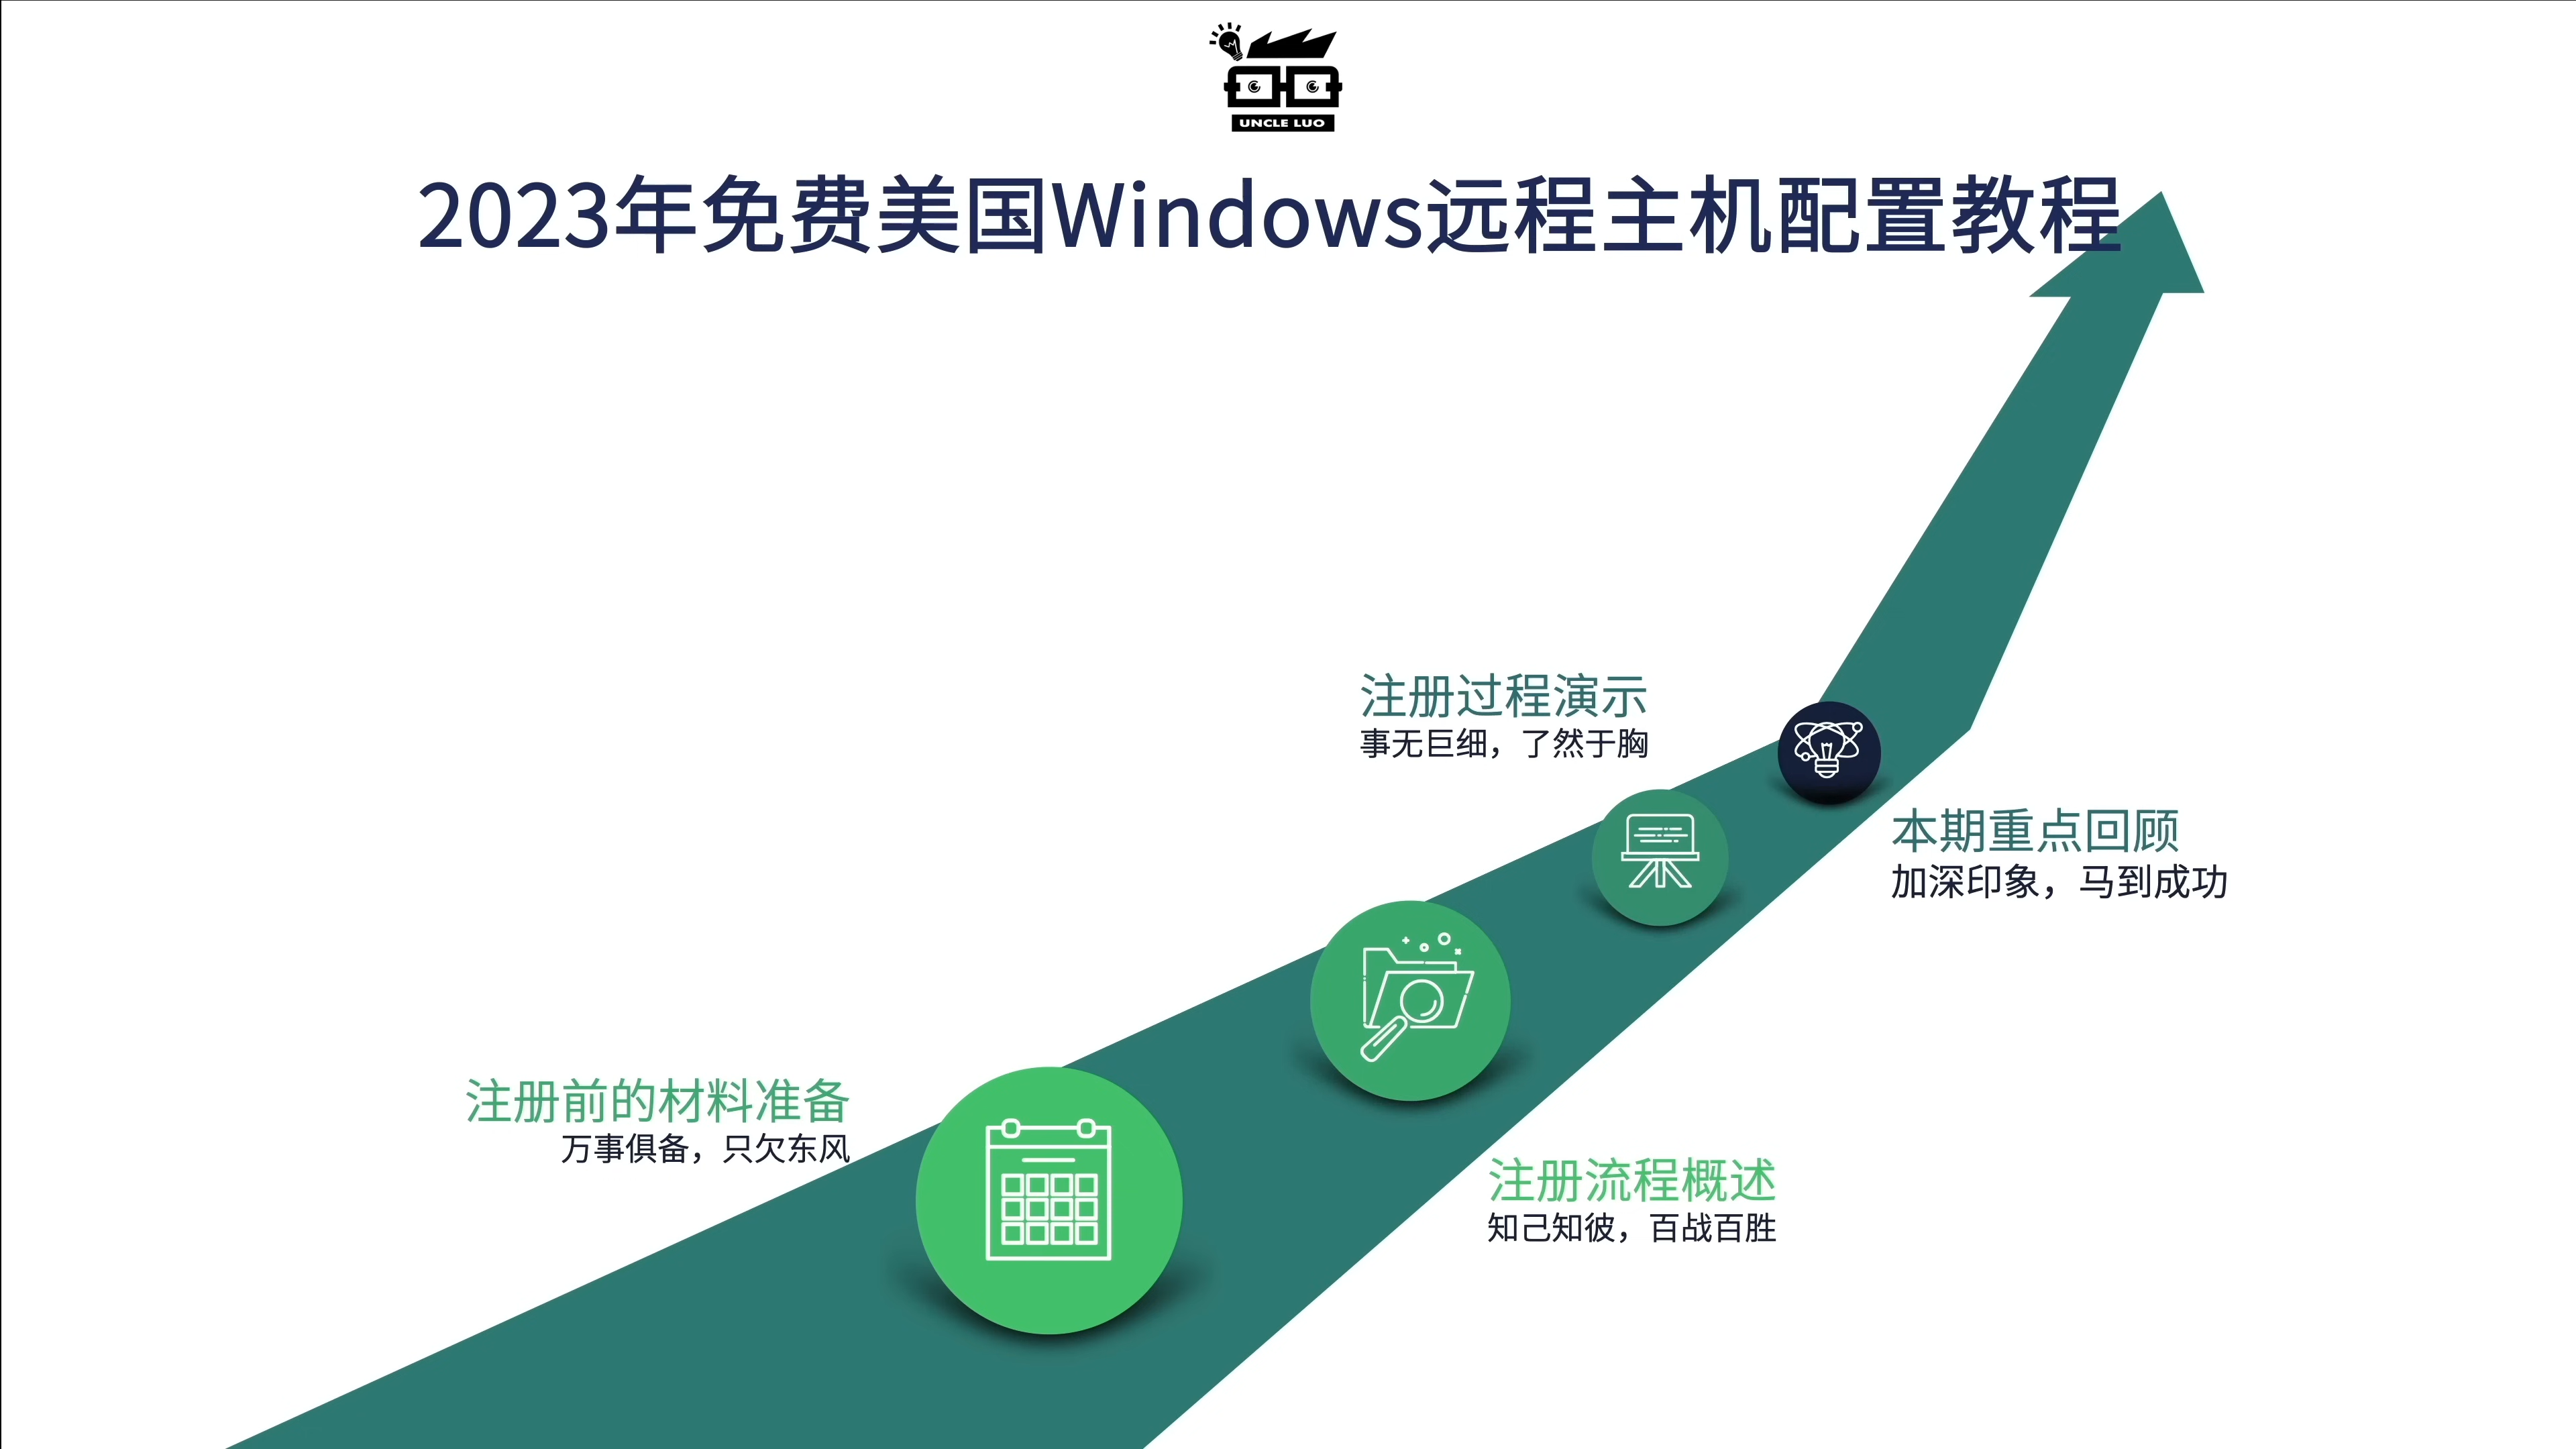 UNCLE LUO
2023年免费美国Windows远程主机配置教程
注册过程演示
事无巨细，了然于胸
本期重点回顾
加深印象，马到成功
注册前的材料准备
万事俱备，只欠东风
注册流程概述
知己知彼，百战百胜